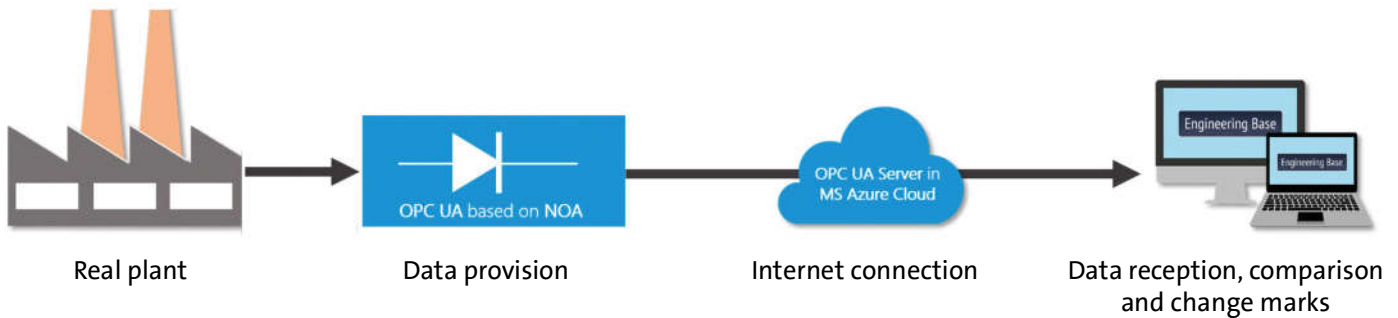 Engineering Base
Engineering Base
OPC UA Server in
MS Azure Cloud
OPC UA based on NOA
Real plant
Data provision
Internet connection
Data reception, comparison
and change marks